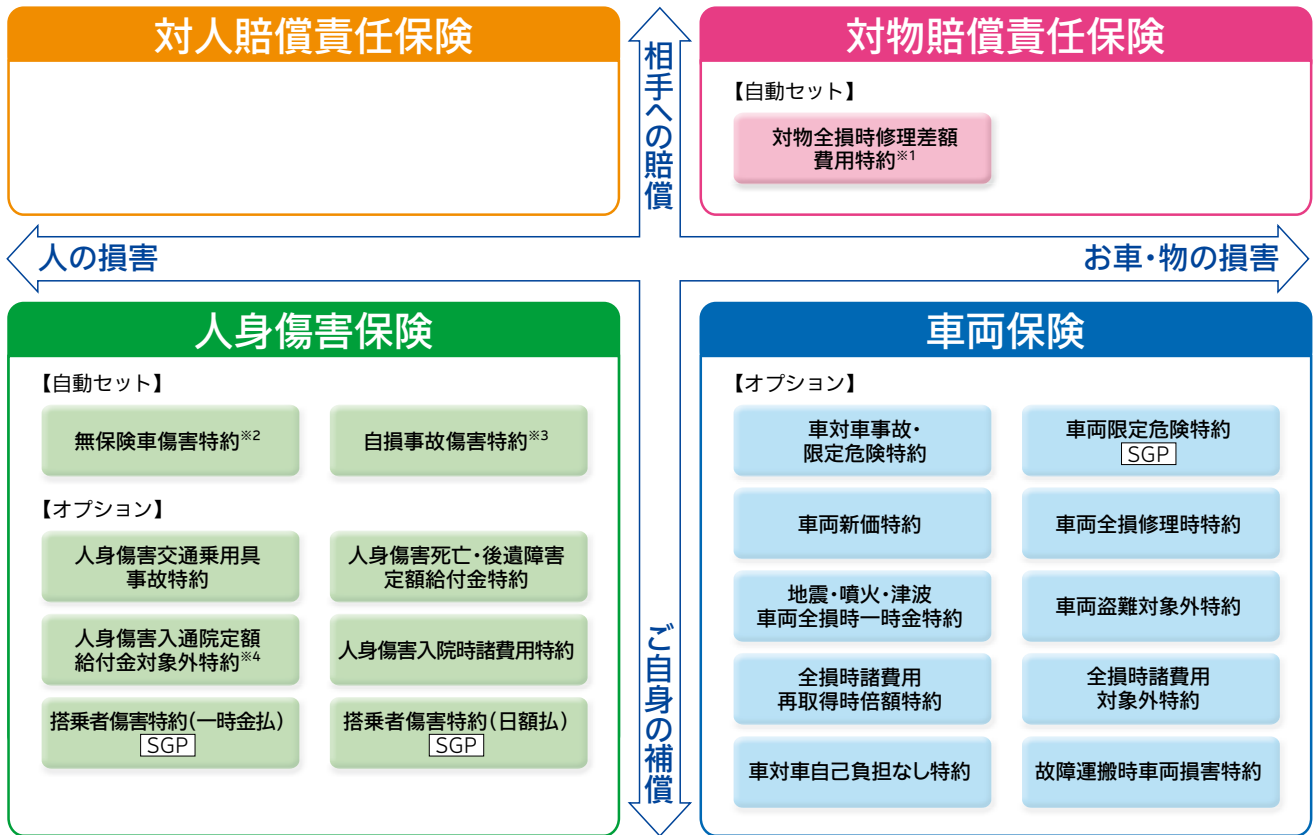 対人賠償責任保険
相手への賠償
対物賠償責任保険
【自動セット】
対物全損時修理差額
費用特約※1
人の損害
お車・物の損害
人身傷害保険
【自動セット】
無保険車傷害特約※2
自損事故傷害特約※3
【オプション】
人身傷害交通乗用具
事故特約
人身傷害死亡・後遺障害
定額給付金特約
人身傷害入通院定額
給付金対象外特約※4
人身傷害入院時諸費用特約
搭乗者傷害特約(一時金払)
SGP
搭乗者傷害特約(日額払)
SGP
ご自身の補償
車両保険
【オプション】
車対車事故・
限定危険特約
車両限定危険特約
SGP
車両新価特約
車両全損修理時特約
地震・噴火・津波
車両全損時一時金特約
車両盗難対象外特約
全損時諸費用
再取得時倍額特約
全損時諸費用
対象外特約
車対車自己負担なし特約
故障運搬時車両損害特約